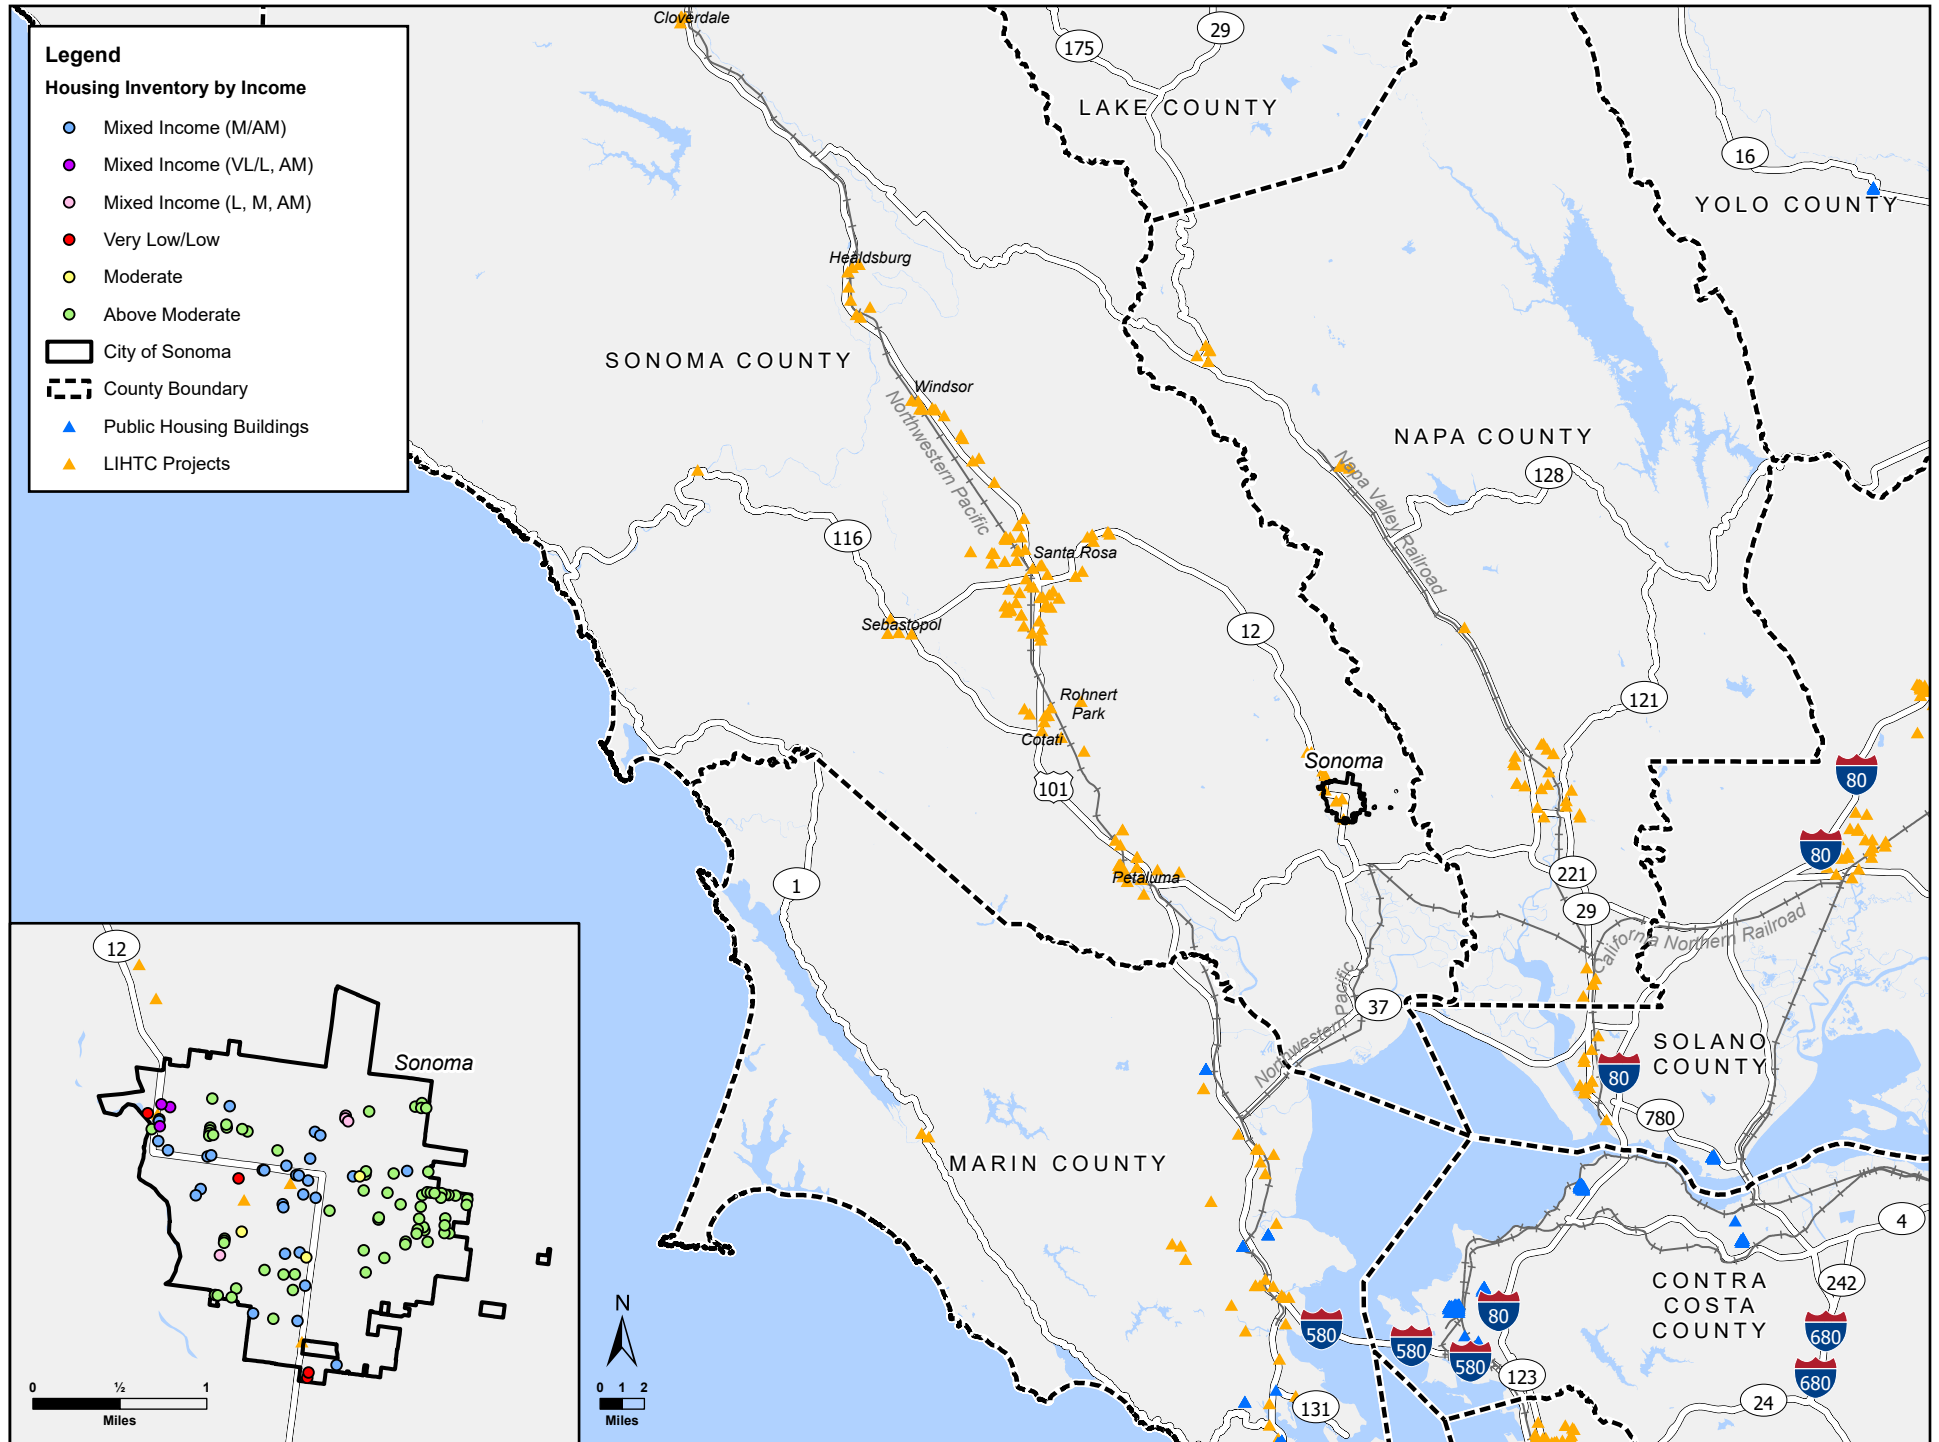 Legend
Housing Inventory by Income
Mixed Income (M/AM)
Mixed Income (VL/L, AM)
Mixed Income (L, M, AM)
Very Low/Low
Moderate
Above Moderate
City of Sonoma
County Boundary
Public Housing Buildings
LIHTC Projects
Cloverdale
175
29
LAKE COUNTY
16
YOLO COUNTY
Healdsburg
SONOMA COUNTY
Windsor
Northwestern Pacific
NAPA COUNTY
Napa Valley Railroad
128
116
Santa Rosa
Sebastopol
12
Rohnert
Park
Cotati
121
Sonoma
101
80
80
1
Petaluma
221
29
California Northern Railroad
Northwestern Pacific
37
SOLANO
COUNTY
80
780
MARIN COUNTY
4
CONTRA
COSTA
COUNTY
242
80
580
580
580
680
680
123
131
24
12
Sonoma
0
½
1
Miles
N
0 1 2
Miles